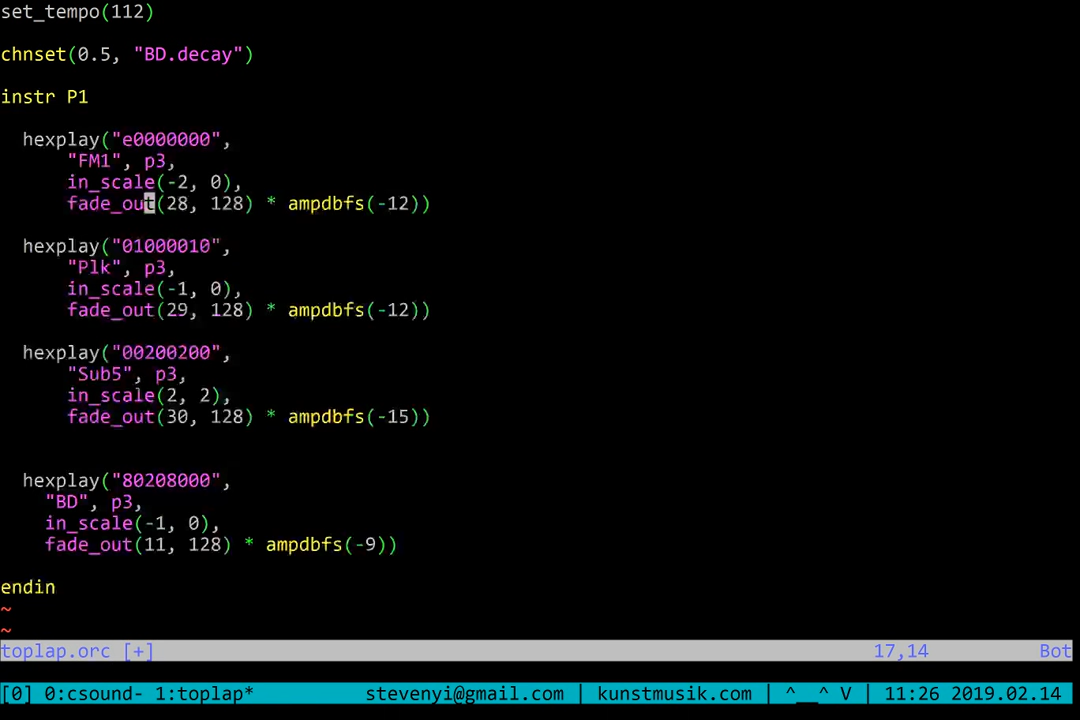 set_tempo(112)
chnset(0.5, "BD.decay")
instr P1
hexplay("e0000000",
"FM1", p3,
in_scale(-2, 0),
fade_out(28, 128) * ampdbfs(-12))
hexplay("01000010",
"Plk", p3,
in_scale(-1, 0),
fade_out(29, 128) * ampdbfs(-12))
hexplay("00200200",
"Sub5", p3,
in_scale(2, 2),
fade_out(30, 128) * ampdbfs(-15))
hexplay("80208000",
"BD", p3,
in_scale(-1, 0),
fade_out(11, 128) * ampdbfs(-9))
endin
~
~
toplap.orc [+] 17,14 Bot
[0] 0:csound- 1:toplap* stevenyi@gmail.com | kunstmusik.com | ^__^ V | 11:26 2019.02.14